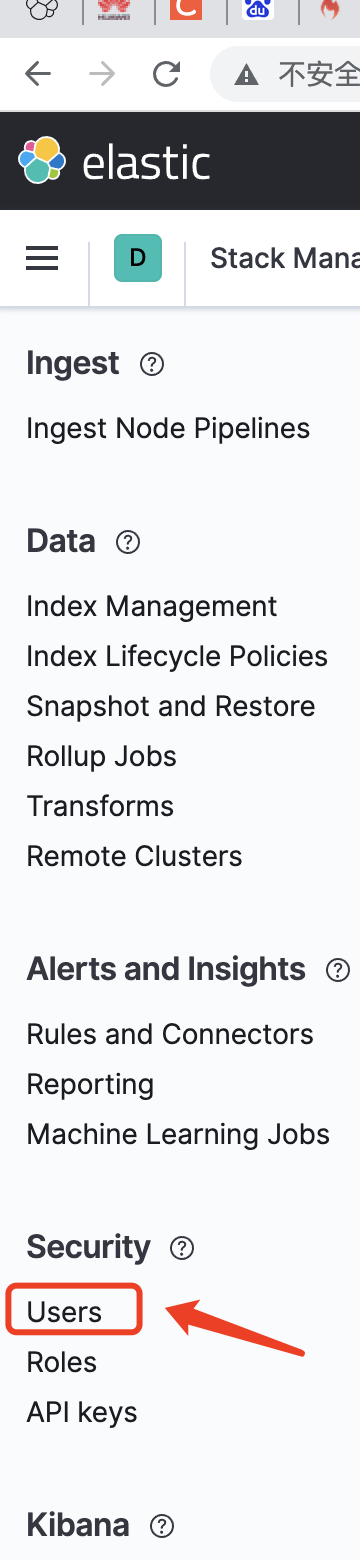 HUAWEI
不安全
elastic
D
Stack Mana
Ingest
Ingest Node Pipelines
Data
Index Management
Index Lifecycle Policies
Snapshot and Restore
Rollup Jobs
Transforms
Remote Clusters
Alerts and Insights
Rules and Connectors
Reporting
Machine Learning Jobs
Security
Users
Roles
API keys
Kibana